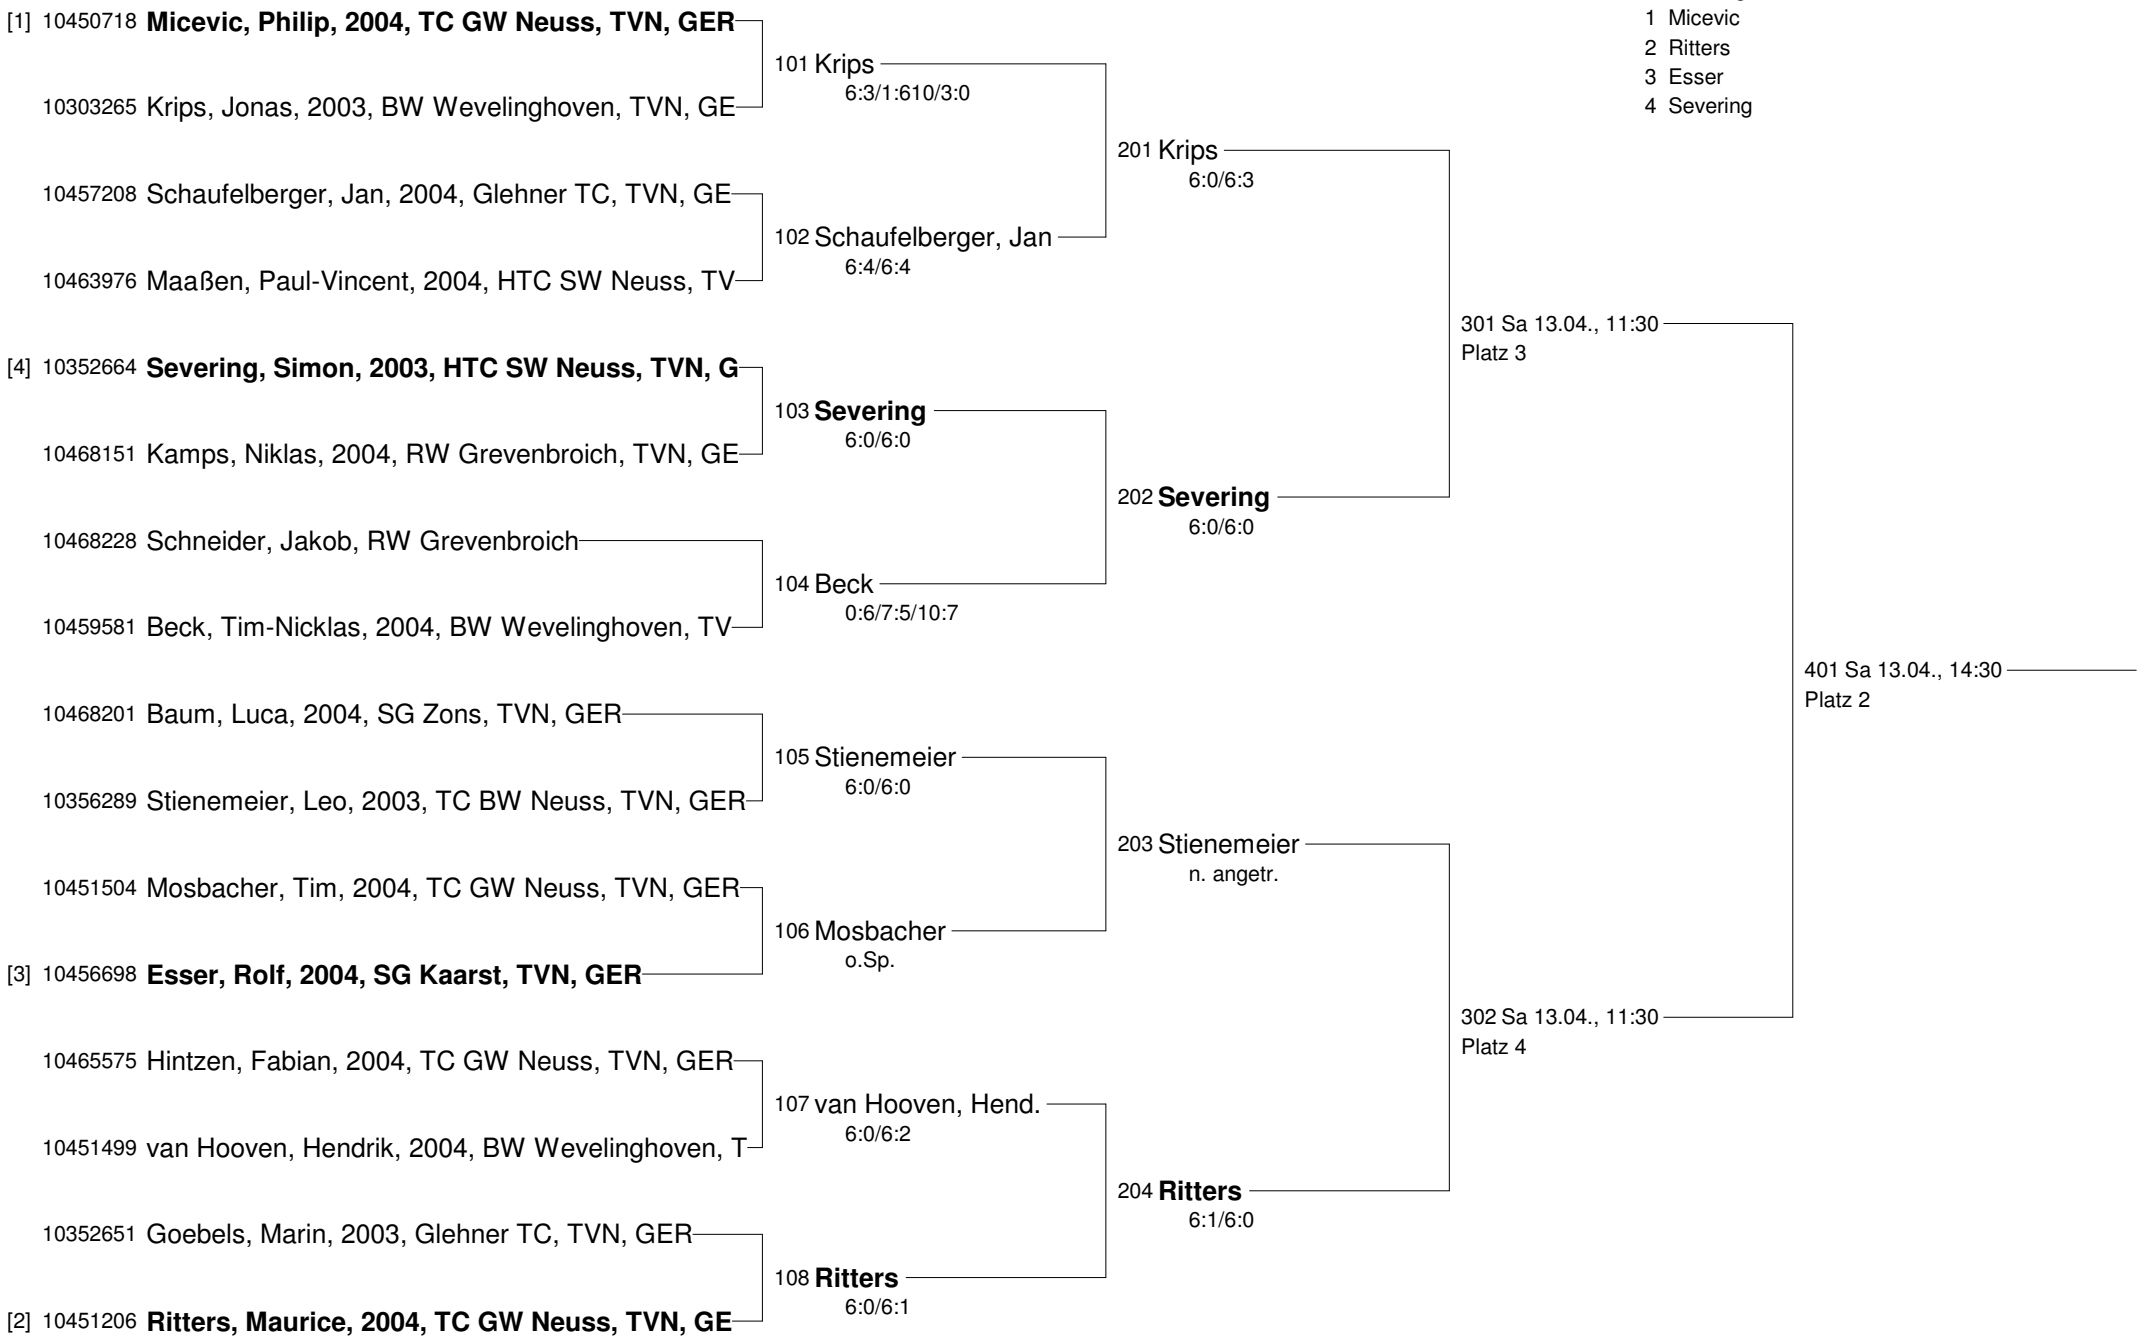 [1] 10450718 Micevic, Philip, 2004, TC GW Neuss, TVN, GER
10303265 Krips, Jonas, 2003, BW Wevelinghoven, TVN, GE
10457208 Schaufelberger, Jan, 2004, Glehner TC, TVN, GE
10463976 Maaßen, Paul-Vincent, 2004, HTC SW Neuss, TV
[4] 10352664 Severing, Simon, 2003, HTC SW Neuss, TVN, G
10468151 Kamps, Niklas, 2004, RW Grevenbroich, TVN, GE
10468228 Schneider, Jakob, RW Grevenbroich
10459581 Beck, Tim-Nicklas, 2004, BW Wevelinghoven, TV
10468201 Baum, Luca, 2004, SG Zons, TVN, GER
10356289 Stienemeier, Leo, 2003, TC BW Neuss, TVN, GER
10451504 Mosbacher, Tim, 2004, TC GW Neuss, TVN, GER
[3] 10456698 Esser, Rolf, 2004, SG Kaarst, TVN, GER
10465575 Hintzen, Fabian, 2004, TC GW Neuss, TVN, GER
10451499 van Hooven, Hendrik, 2004, BW Wevelinghoven, T
10352651 Goebels, Marin, 2003, Glehner TC, TVN, GER
[2] 10451206 Ritters, Maurice, 2004, TC GW Neuss, TVN, GE
101 Krips
6:3/1:610/3:0
102 Schaufelberger, Jan
6:4/6:4
103 Severing
6:0/6:0
104 Beck
0:6/7:5/10:7
105 Stienemeier
6:0/6:0
106 Mosbacher
o.Sp.
107 van Hooven, Hend.
6:0/6:2
108 Ritters
6:0/6:1
201 Krips
6:0/6:3
202 Severing
6:0/6:0
203 Stienemeier
n. angetr.
204 Ritters
6:1/6:0
301 Sa 13.04., 11:30
Platz 3
302 Sa 13.04., 11:30
Platz 4
401 Sa 13.04., 14:30
Platz 2
1 Micevic
2 Ritters
3 Esser
4 Severing